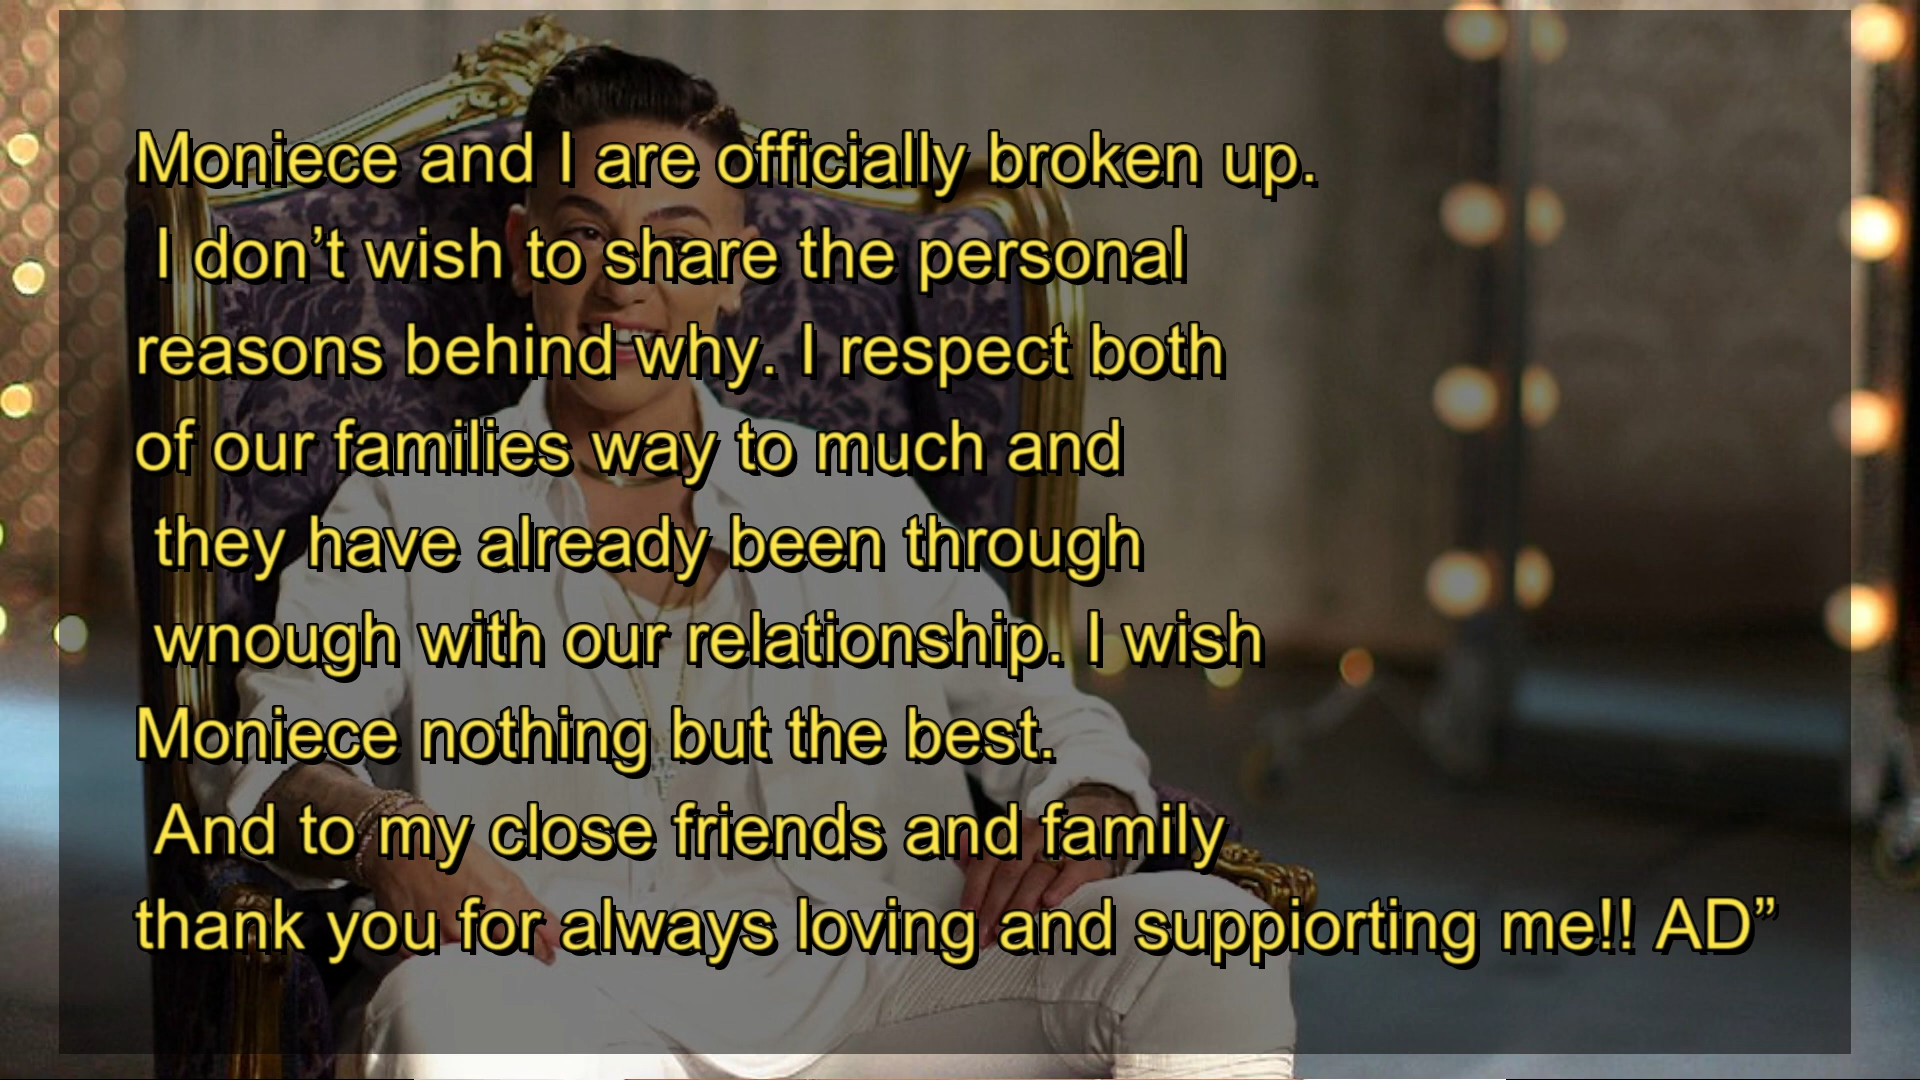 Moniece and I are officially broken up.
I don’t wish to share the personal
reasons behind why. I respect both
of our families way to much and
they have already been through
wnough with our relationship. I wish
Moniece nothing but the best.
And to my close friends and family
thank you for always loving and suppiorting me!! AD”